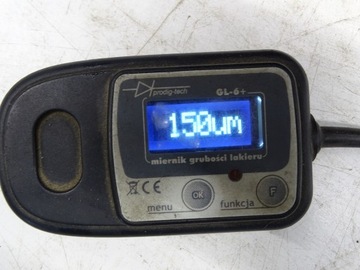 prodig-tech
GL-6+
150um
miernik grubości lakieru
CE
OK
F
menu
funkcja